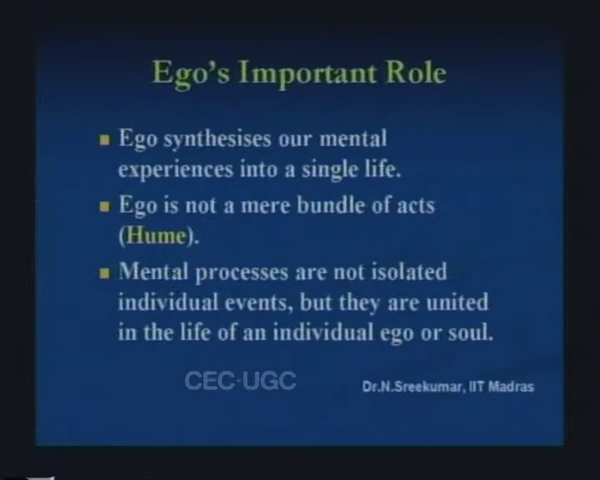 Ego's Important Role
Ego synthesises our mental
experiences into a single life.
Ego is not a mere bundle of acts
(Hume).
Mental processes are not isolated
individual events, but they are united
in the life of an individual ego or soul.
CEC-UGC
Dr.N.Sreekumar, IIT Madras